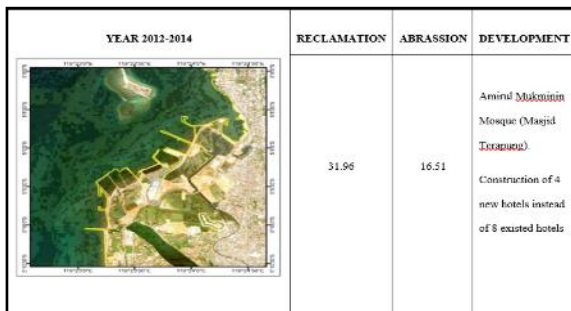 YEAR 2012-2014
RECLAMATION
ABRASSION
DEVELOPMENT
31.96
16.51
Amirul Mukminin
Mosque (Masjid
Terapung).
Construction of 4
new hotels instead
of 8 existed hotels